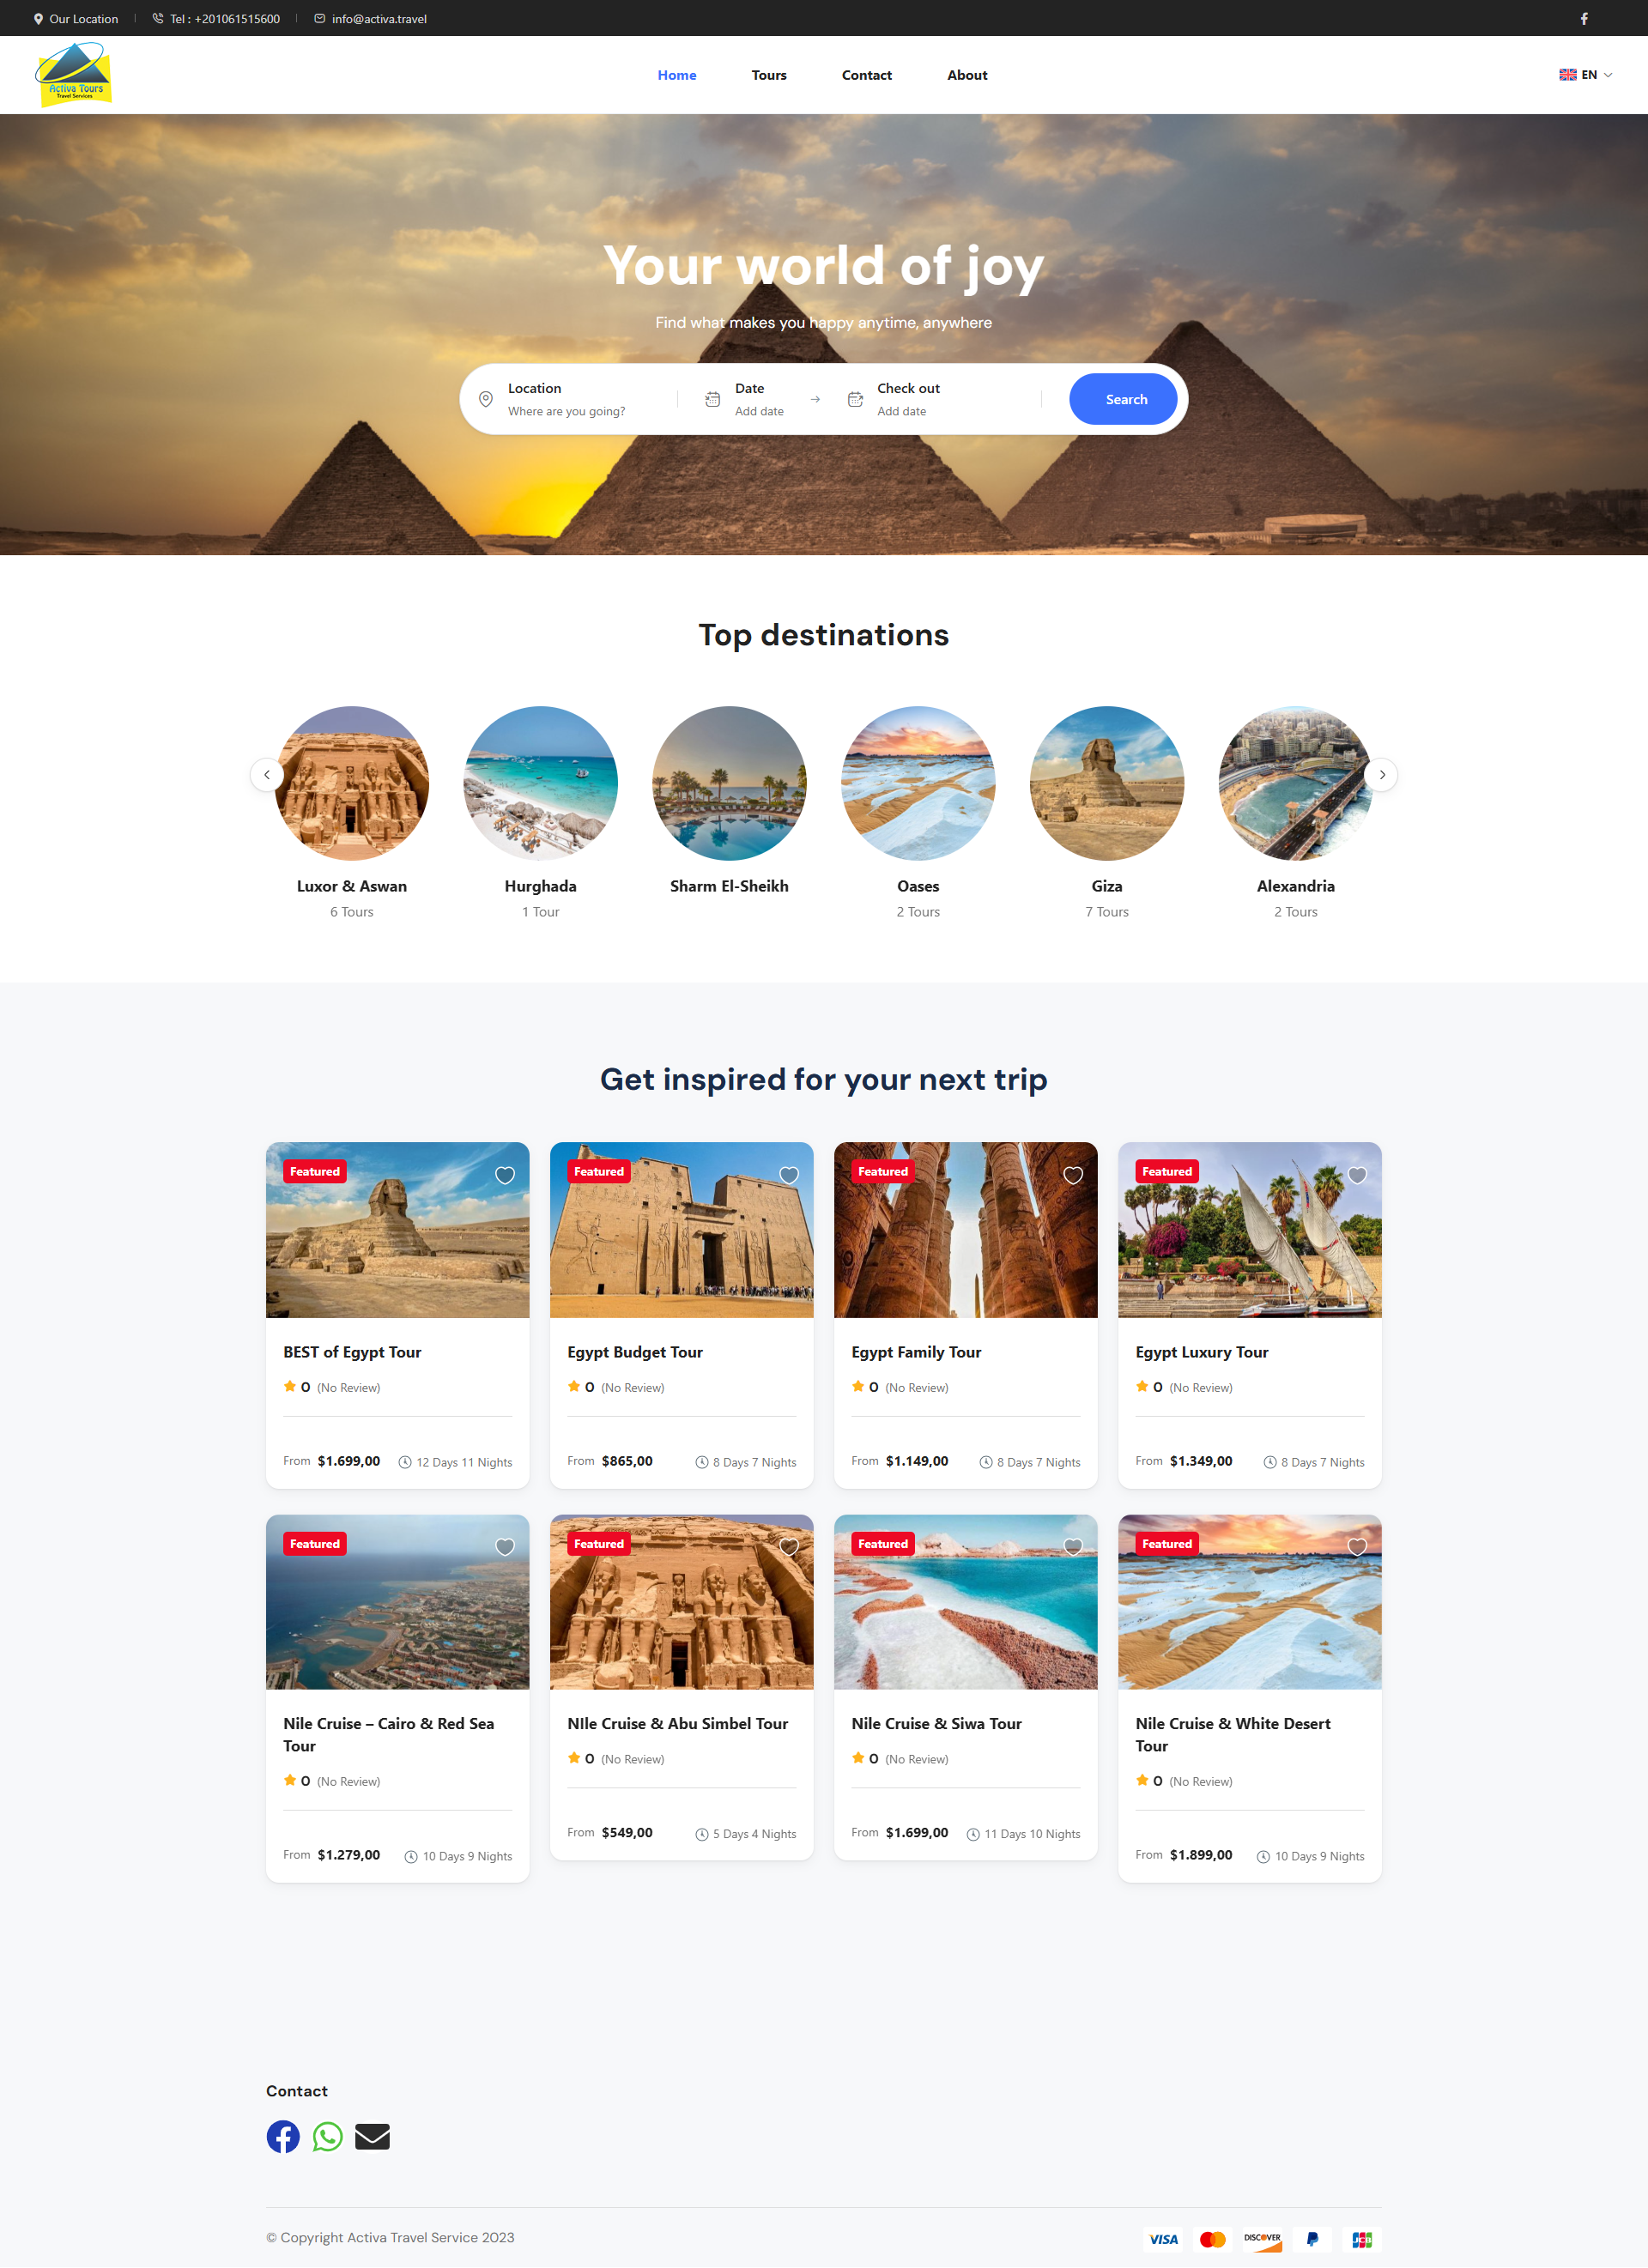 Our Location
Tel : +201061515600
info@activa.travel
Activa Tours
Travel Services
Home
Tours
Contact
About
EN
Your world of joy
Find what makes you happy anytime, anywhere
Location
Where are you going?
Date
Add date
Check out
Add date
Search
Top destinations
Luxor & Aswan
6 Tours
Hurghada
1 Tour
Sharm El-Sheikh
Oases
2 Tours
Giza
7 Tours
Alexandria
2 Tours
Get inspired for your next trip
Featured
BEST of Egypt Tour
0 (No Review)
From $1.699,00
12 Days 11 Nights
Featured
Egypt Budget Tour
0 (No Review)
From $865,00
8 Days 7 Nights
Featured
Egypt Family Tour
0 (No Review)
From $1.149,00
8 Days 7 Nights
Featured
Egypt Luxury Tour
0 (No Review)
From $1.349,00
8 Days 7 Nights
Featured
Nile Cruise – Cairo & Red Sea
Tour
0 (No Review)
From $1.279,00
10 Days 9 Nights
Featured
NIle Cruise & Abu Simbel Tour
0 (No Review)
From $549,00
5 Days 4 Nights
Featured
Nile Cruise & Siwa Tour
0 (No Review)
From $1.699,00
11 Days 10 Nights
Featured
Nile Cruise & White Desert
Tour
0 (No Review)
From $1.899,00
10 Days 9 Nights
Contact
© Copyright Activa Travel Service 2023
VISA
DISCOVER
JCB